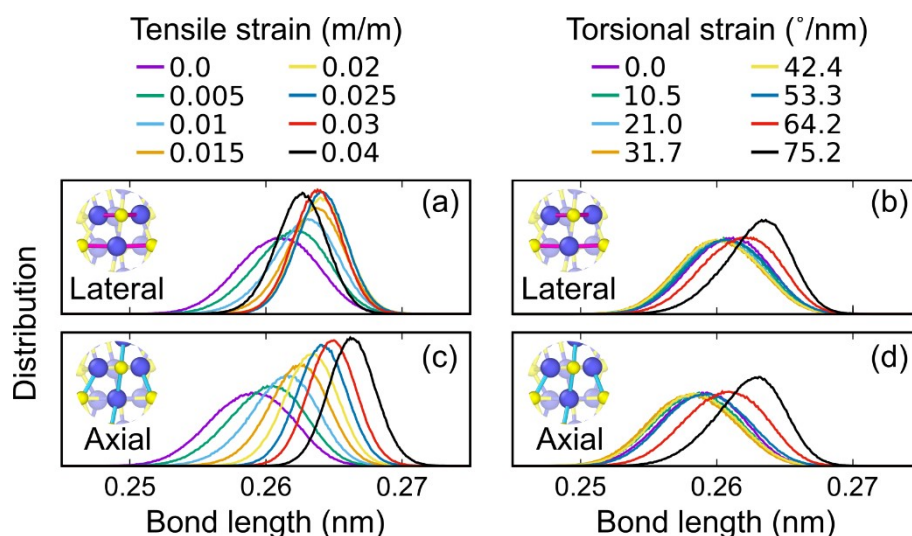 Tensile strain (m/m)
0.0 0.02
0.005 0.025
0.01 0.03
0.015 0.04
Torsional strain (°/nm)
0.0 42.4
10.5 53.3
21.0 64.2
31.7 75.2
Distribution
(a)
Lateral
(b)
Lateral
(c)
Axial
(d)
Axial
0.25 0.26 0.27
Bond length (nm)
0.25 0.26 0.27
Bond length (nm)